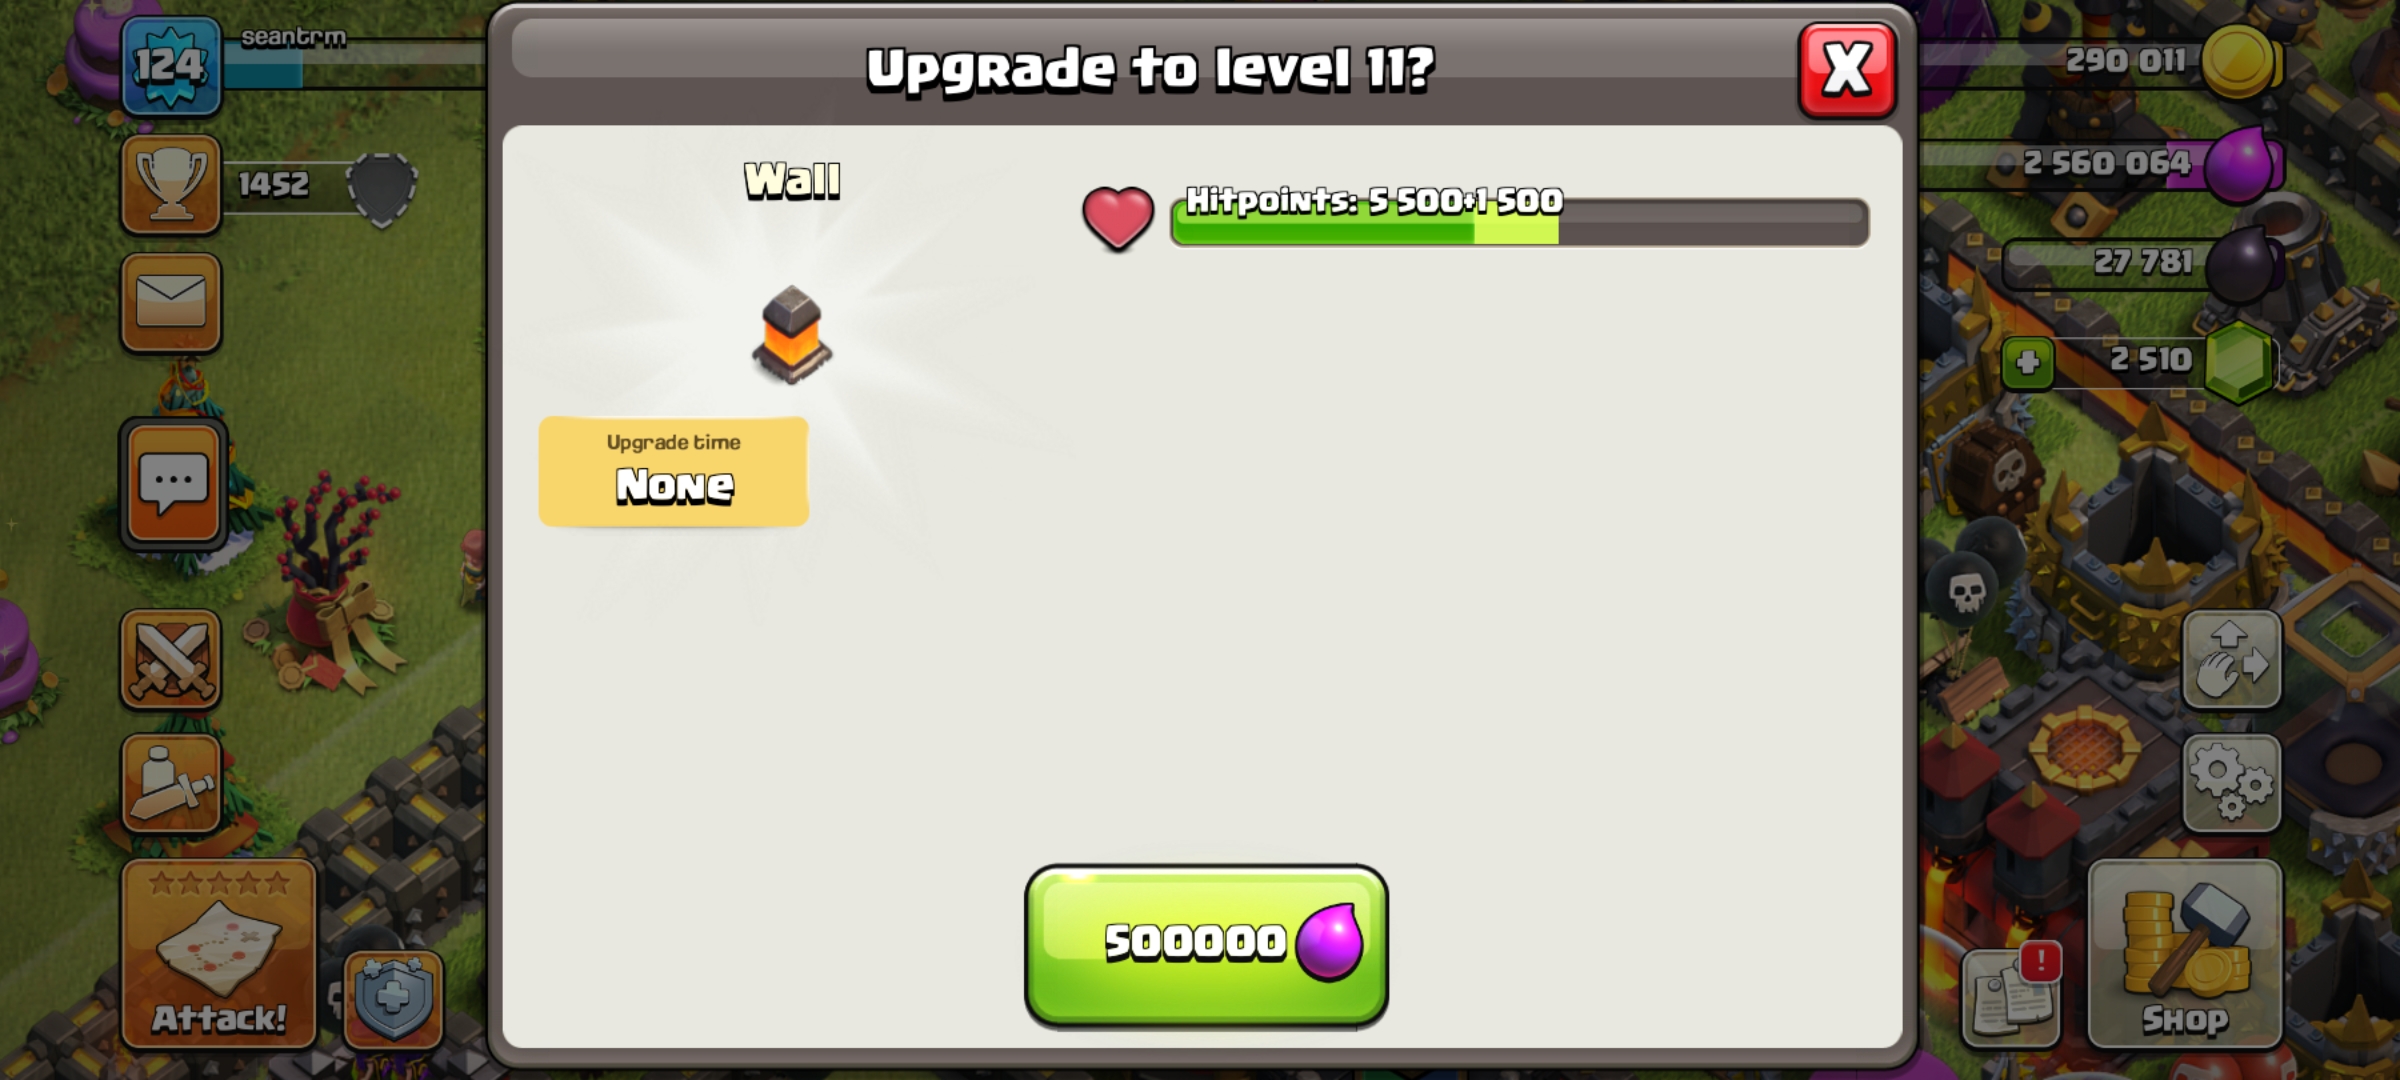 124
seantrm
Upgrade to level 11?
X
290 011
1452
Wall
Hitpoints: 5 500+1 500
2 560 064
27 781
2 510
Upgrade time
None
500000
Attack!
!
Shop